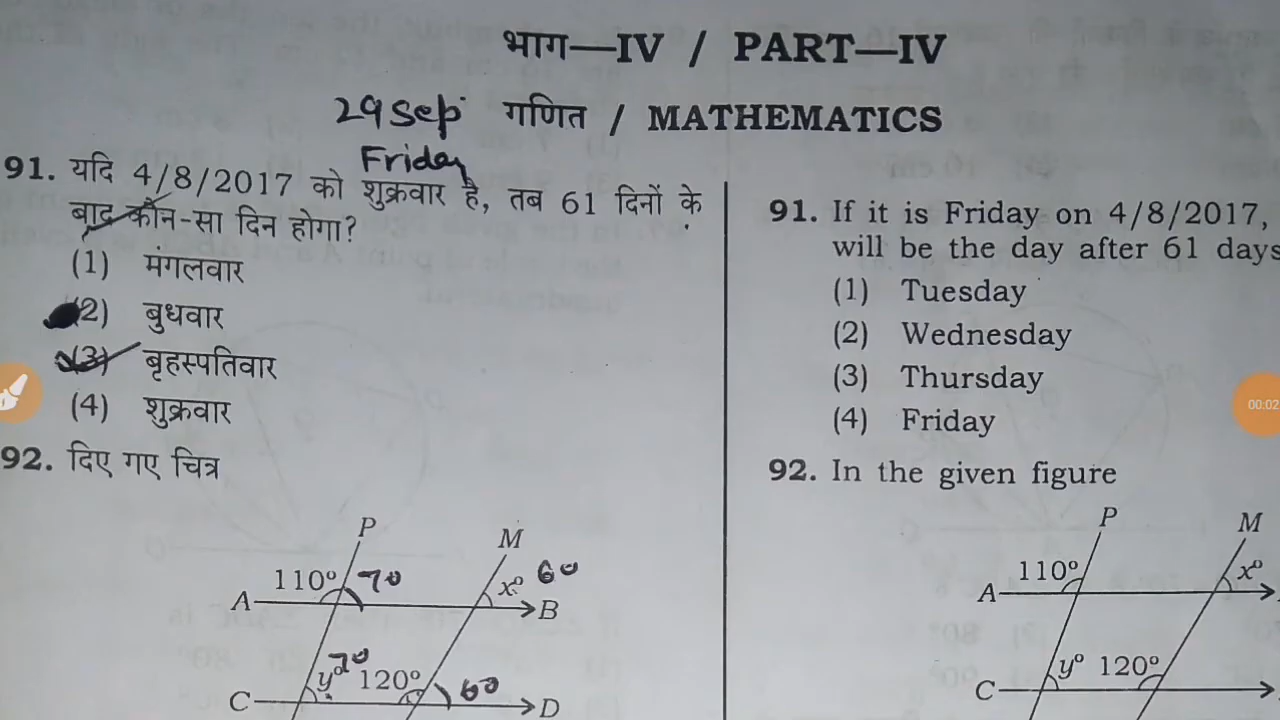 भाग—IV / PART—IV
29 Sep गणित / MATHEMATICS
Friday
91. यदि 4/8/2017 को शुक्रवार है, तब 61 दिनों के
बाद कौन-सा दिन होगा?
(1) मंगलवार
(2) बुधवार
(3) बृहस्पतिवार
(4) शुक्रवार
92. दिए गए चित्र
P
M
110° 70
x° 60
A
B
70
y° 120°
60
C
D
91. If it is Friday on 4/8/2017,
will be the day after 61 days
(1) Tuesday
(2) Wednesday
(3) Thursday
(4) Friday
92. In the given figure
P
M
110°
x°
A
y° 120°
C
00:02